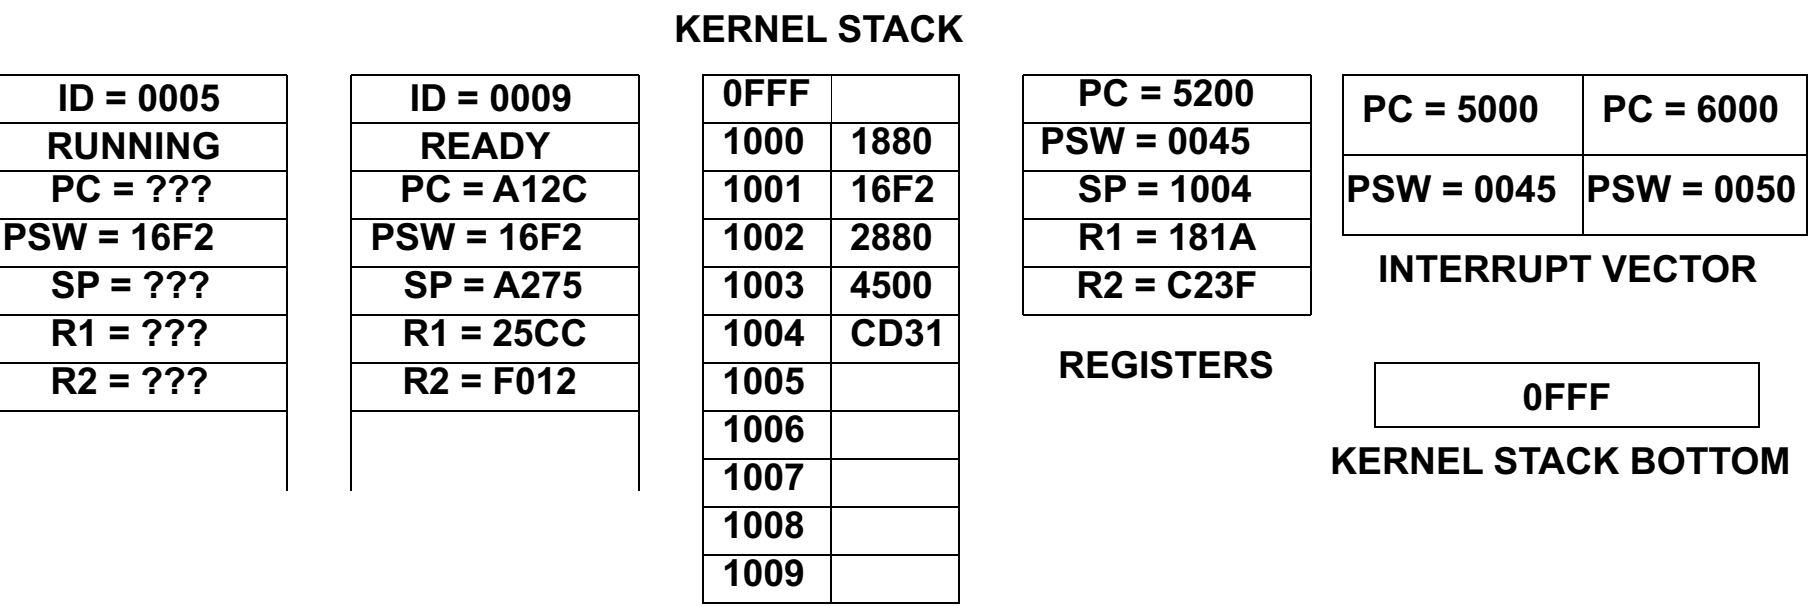 KERNEL STACK
ID = 0005
RUNNING
PC = ???
PSW = 16F2
SP = ???
R1 = ???
R2 = ???
ID = 0009
READY
PC = A12C
PSW = 16F2
SP = A275
R1 = 25CC
R2 = F012
0FFF
1000 1880
1001 16F2
1002 2880
1003 4500
1004 CD31
1005
1006
1007
1008
1009
PC = 5200
PSW = 0045
SP = 1004
R1 = 181A
R2 = C23F
REGISTERS
PC = 5000 PC = 6000
PSW = 0045 PSW = 0050
INTERRUPT VECTOR
0FFF
KERNEL STACK BOTTOM